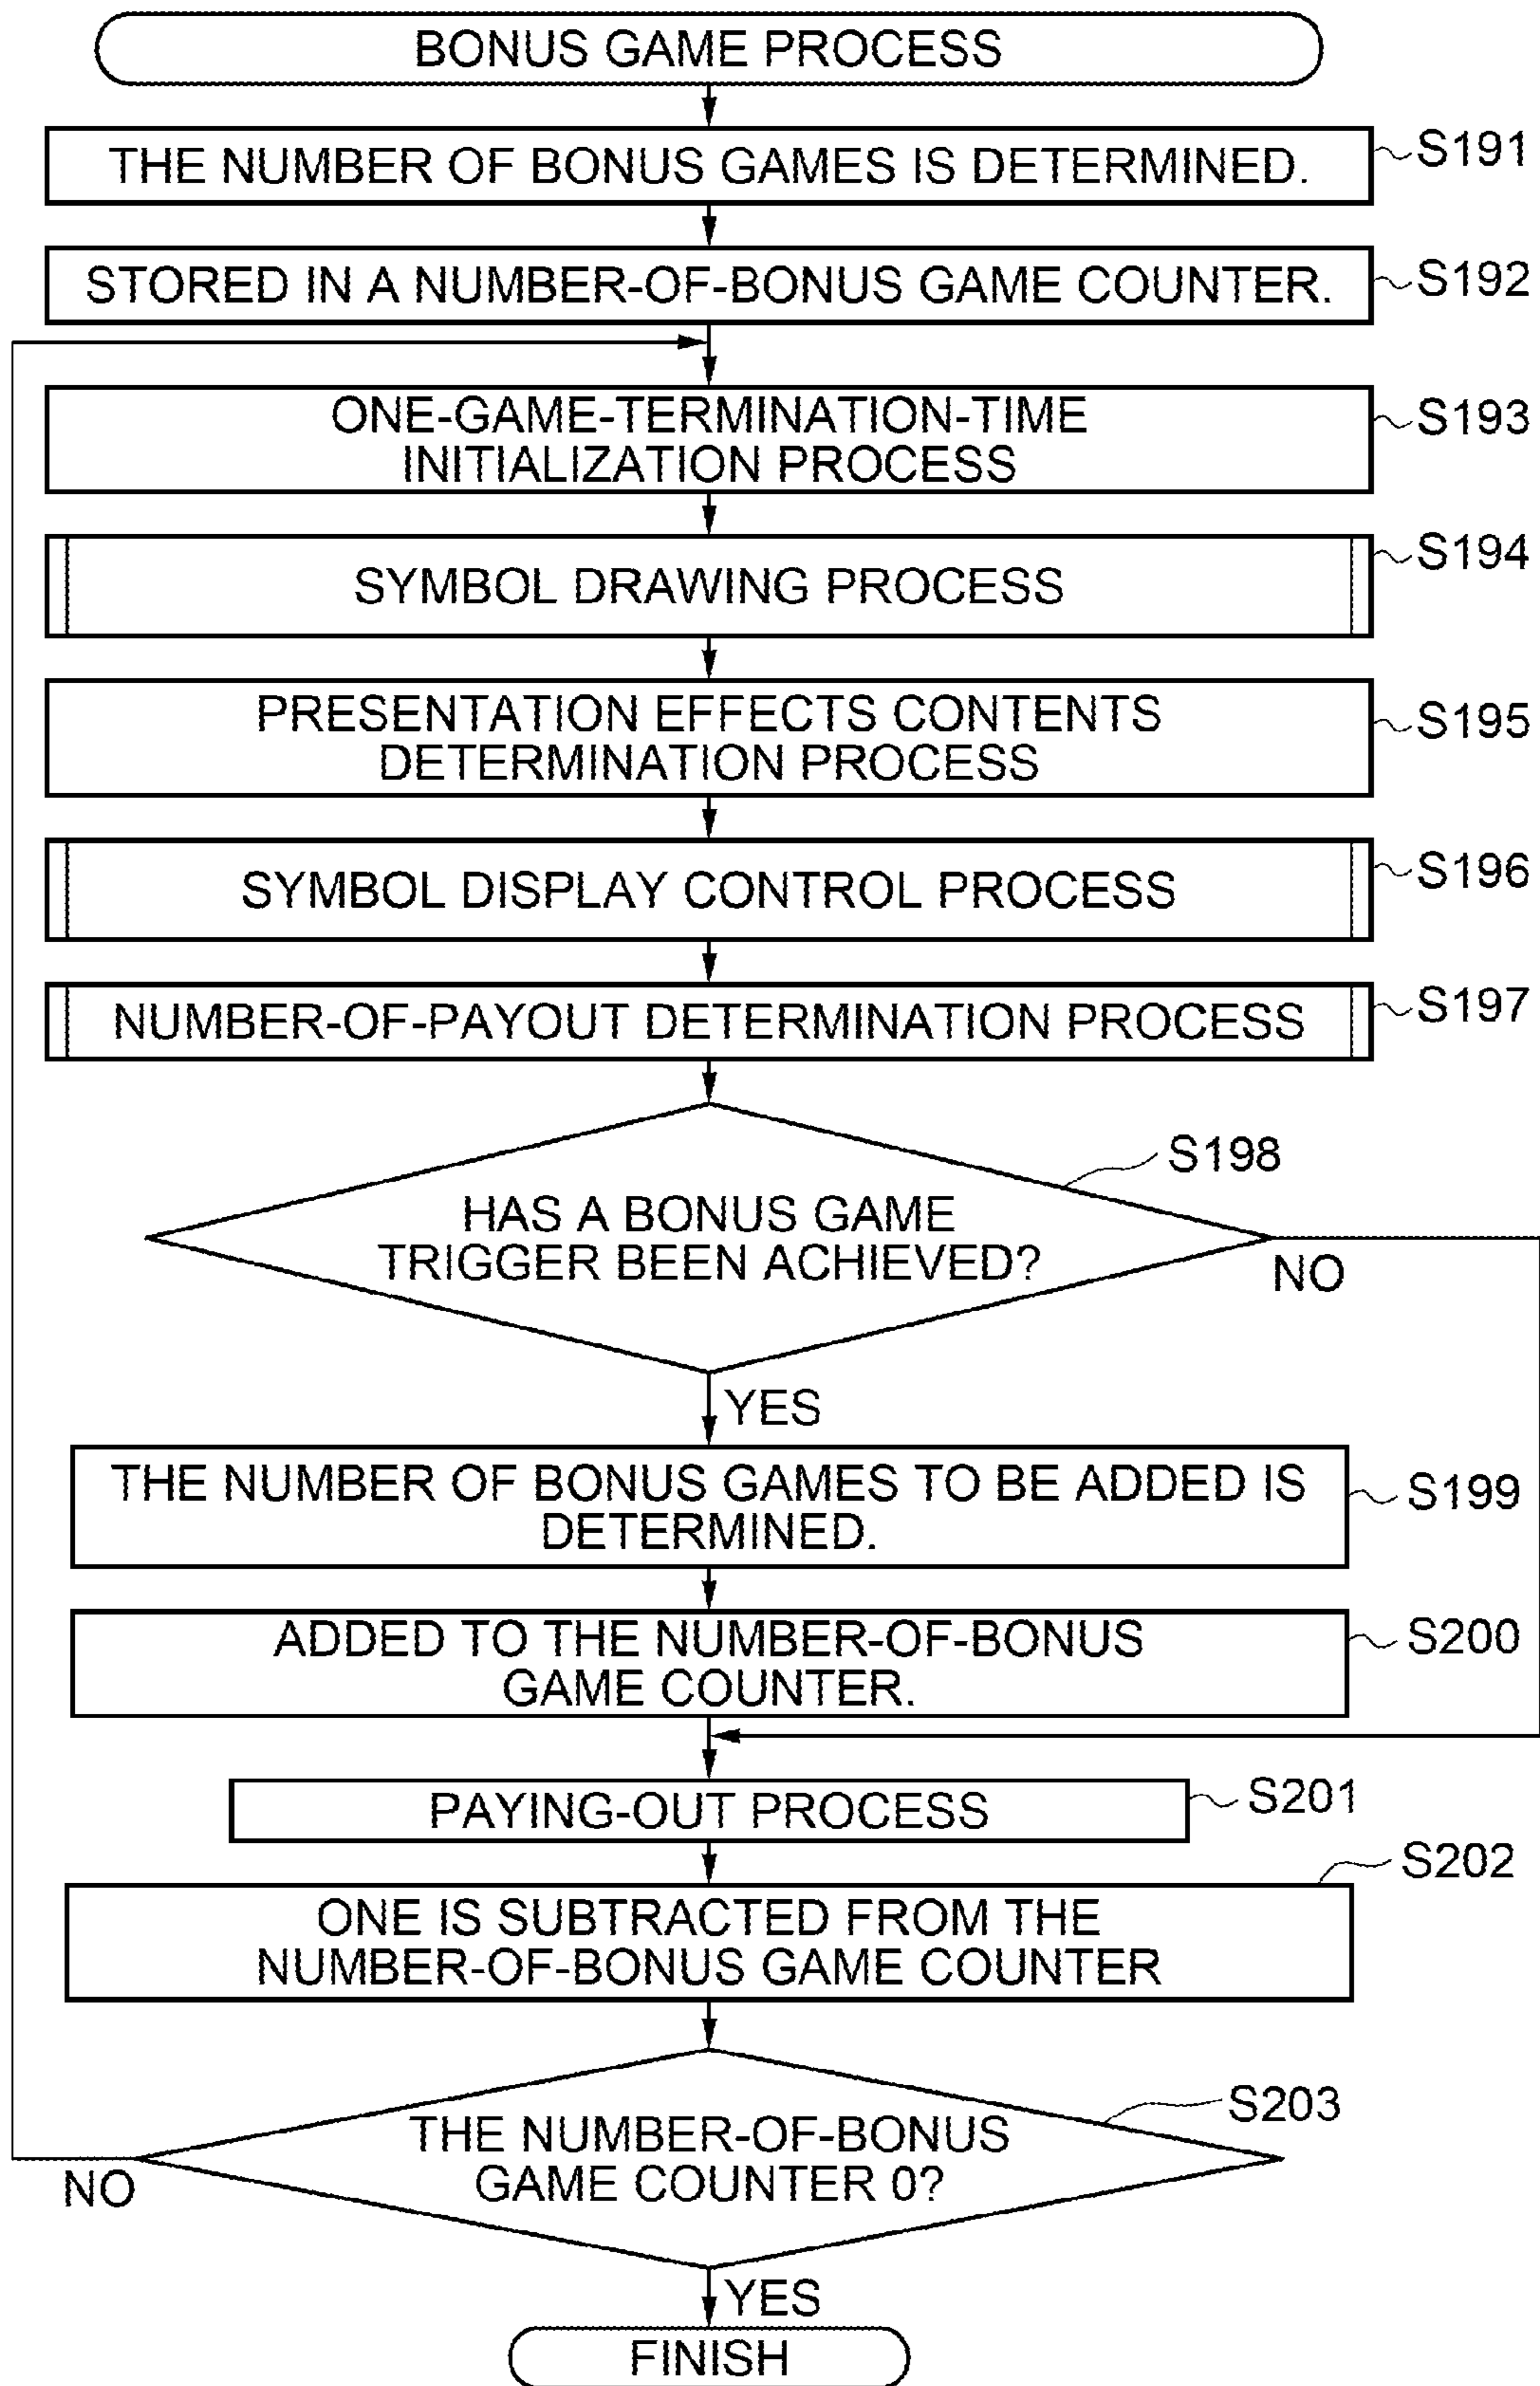 BONUS GAME PROCESS
THE NUMBER OF BONUS GAMES IS DETERMINED.
S191
STORED IN A NUMBER-OF-BONUS GAME COUNTER.
S192
ONE-GAME-TERMINATION-TIME
INITIALIZATION PROCESS
S193
SYMBOL DRAWING PROCESS
S194
PRESENTATION EFFECTS CONTENTS
DETERMINATION PROCESS
S195
SYMBOL DISPLAY CONTROL PROCESS
S196
NUMBER-OF-PAYOUT DETERMINATION PROCESS
S197
S198
HAS A BONUS GAME
TRIGGER BEEN ACHIEVED?
NO
YES
THE NUMBER OF BONUS GAMES TO BE ADDED IS
DETERMINED.
S199
ADDED TO THE NUMBER-OF-BONUS
GAME COUNTER.
S200
PAYING-OUT PROCESS
S201
S202
ONE IS SUBTRACTED FROM THE
NUMBER-OF-BONUS GAME COUNTER
S203
THE NUMBER-OF-BONUS
GAME COUNTER 0?
NO
YES
FINISH